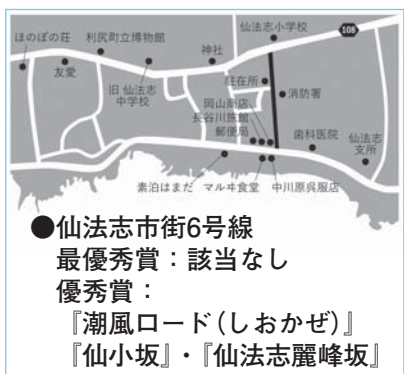 仙法志小学校
108
ほのぼの荘
利尻町立博物館
神社
友愛
旧 仙法志
中学校
駐在所
消防署
岡山商店
長谷川旅館
郵便局
歯科医院
仙法志
支所
素泊はまだ
マルヰ食堂
中川原呉服店
●仙法志市街6号線
最優秀賞：該当なし
優秀賞：
『潮風ロード(しおかぜ)』
『仙小坂』・『仙法志麗峰坂』